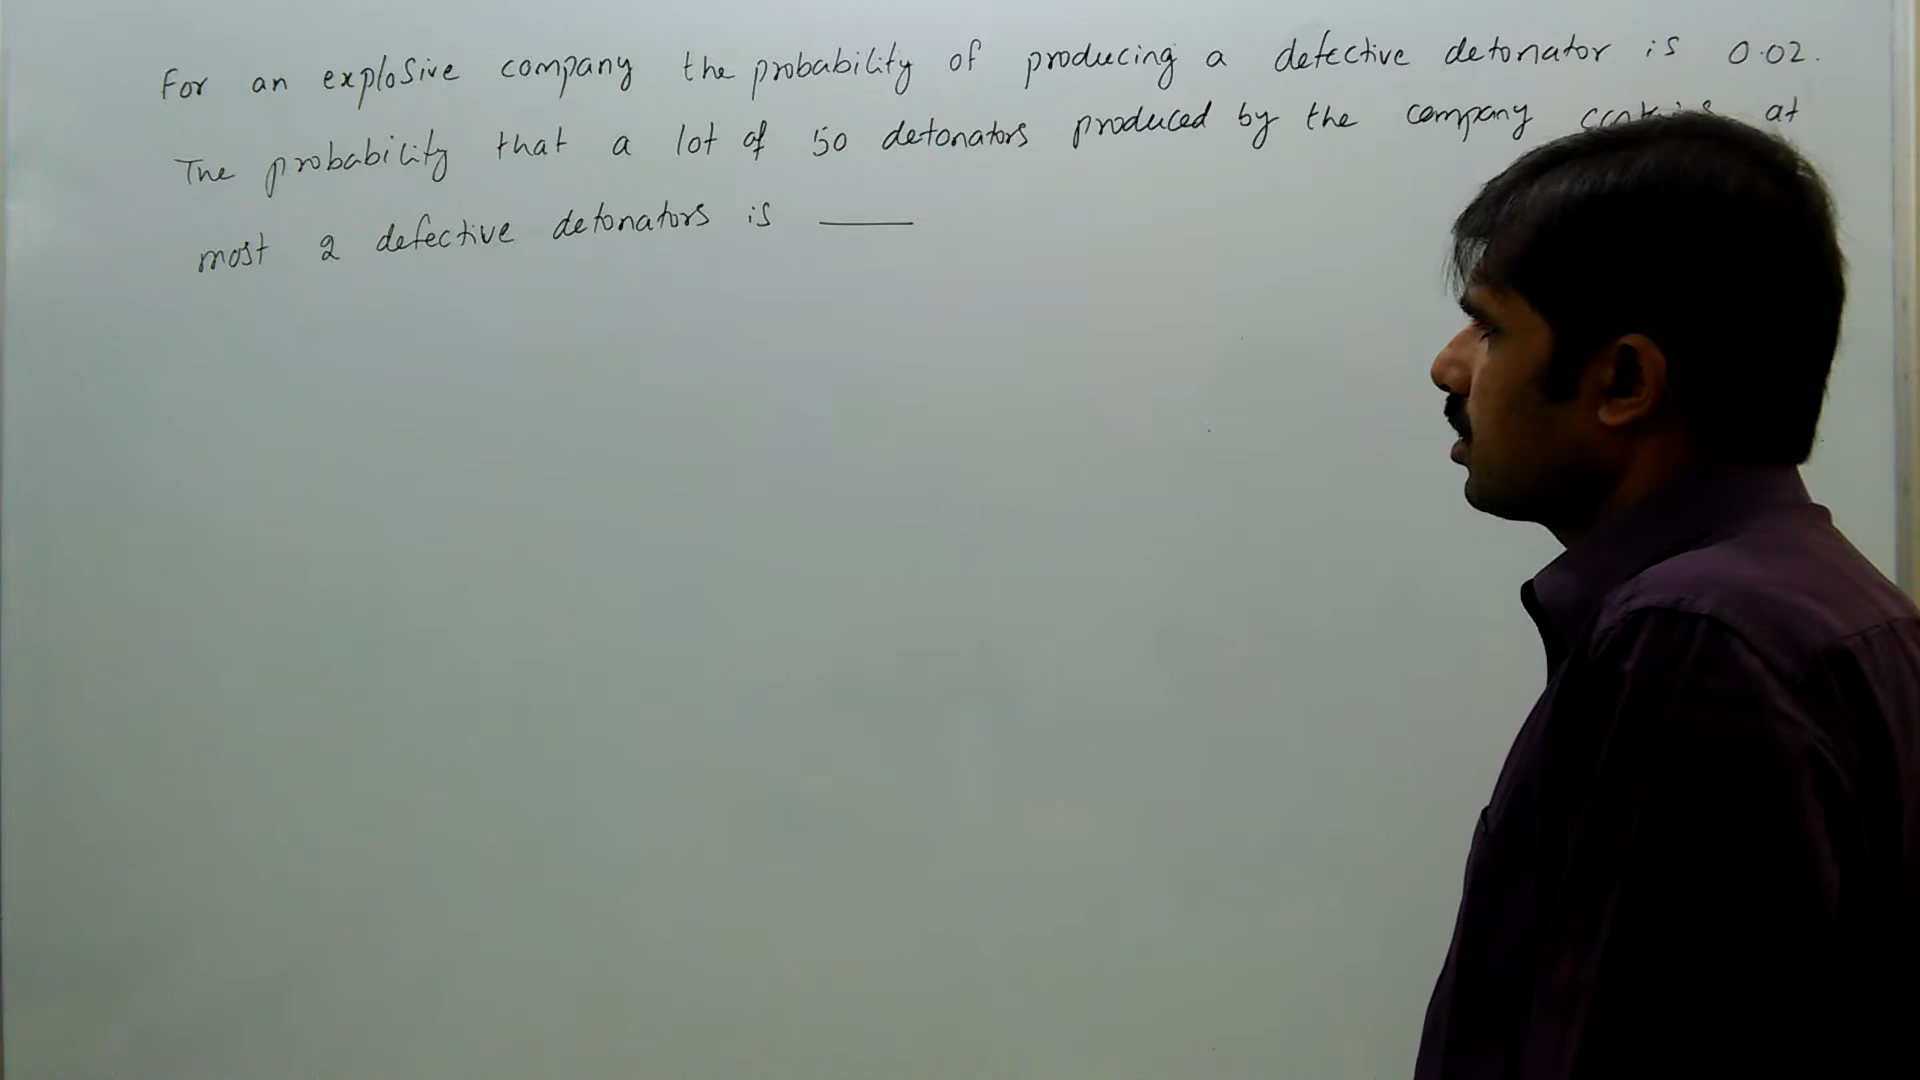 For an explosive company the probability of producing a defective detonator is 0.02.
The probability that a lot of 50 detonators produced by the company at
most 2 defective detonators is ____